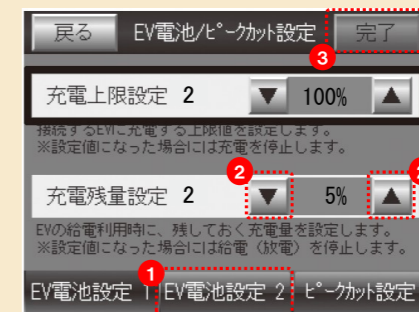 戻る EV電池/ピークカット設定 完了
3
充電上限設定 2 ▼ 100% ▲
接続するEVに充電する上限値を設定します。
※設定値になった場合には充電を停止します。
2
充電残量設定 2 ▼ 5% ▲
EVの給電利用時に、残しておく充電量を設定します。
※設定値になった場合には給電（放電）を停止します。
1
EV電池設定 1 EV電池設定 2 ピークカット設定